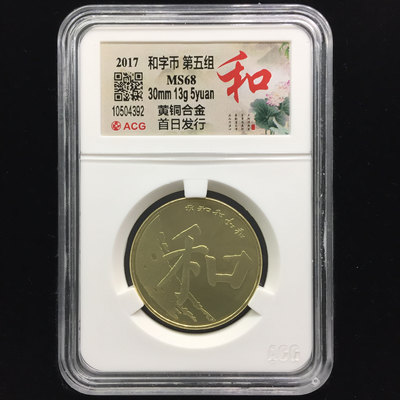 2017 和字币 第五组
MS68
30mm 13g 5yuan
10504392 黄铜合金
ACG 首日发行
和
和
ACG